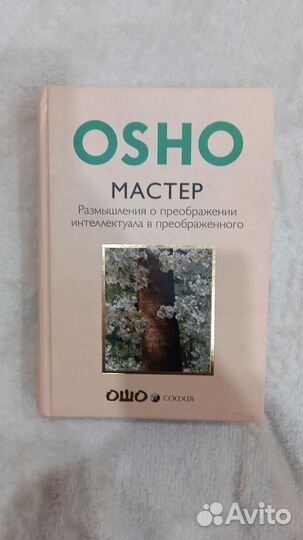 OSHO
МАСТЕР
Размышления о преображении
интеллектуала в преображенного
ОШО СОФИЯ
Avito